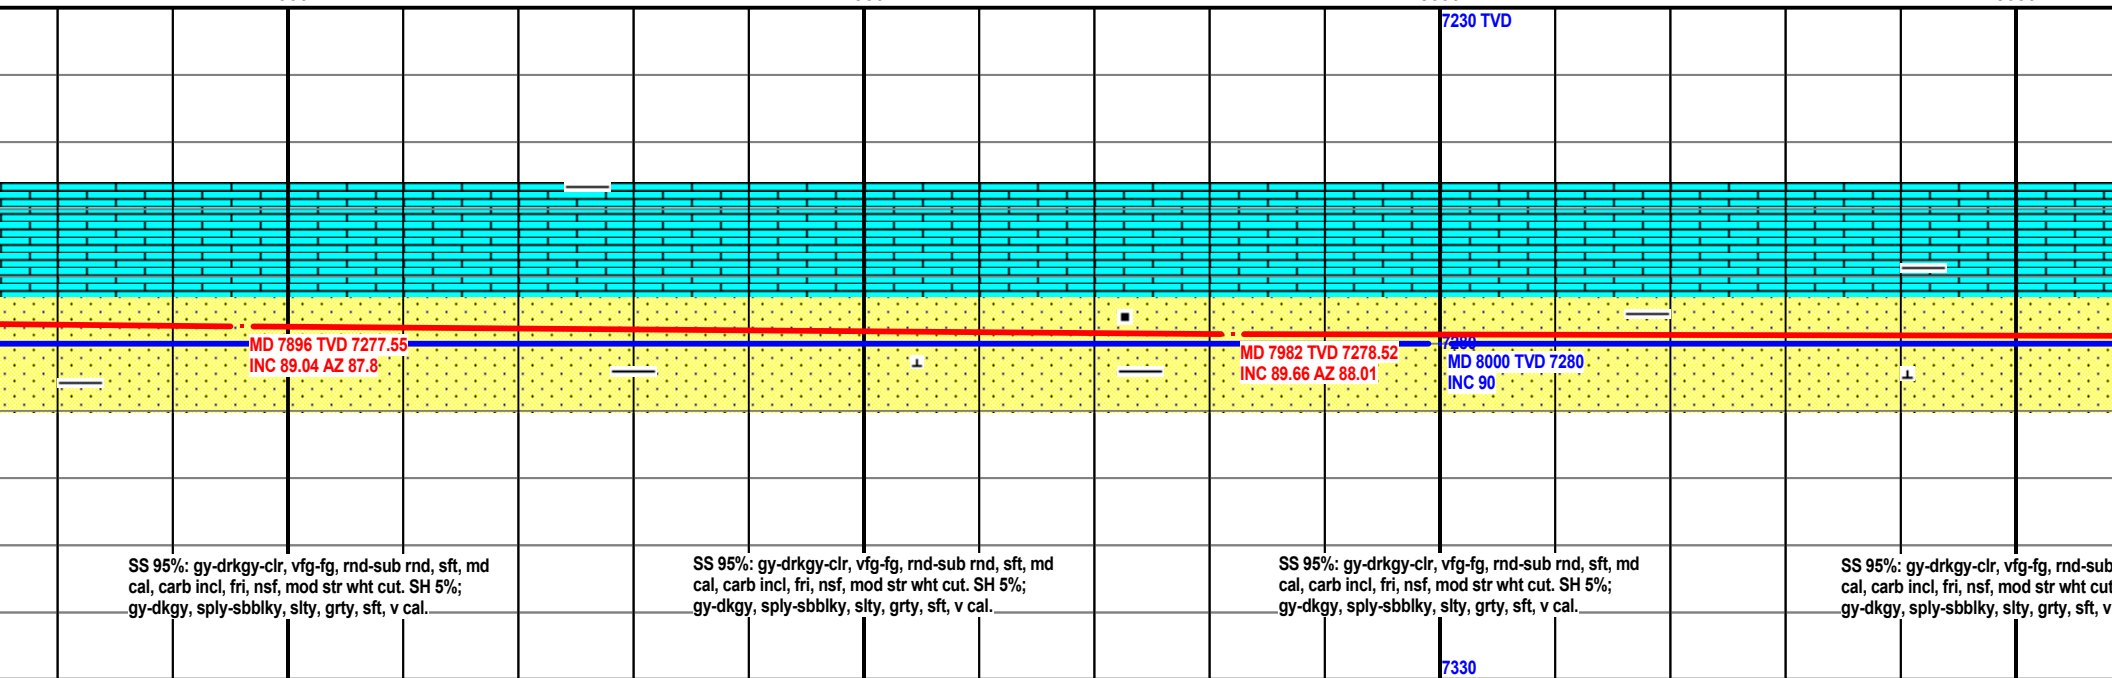 7230 TVD
MD 7896 TVD 7277.55
INC 89.04 AZ 87.8
MD 7982 TVD 7278.52
INC 89.66 AZ 88.01
7280
MD 8000 TVD 7280
INC 90
SS 95%: gy-drkgy-clr, vfg-fg, rnd-sub rnd, sft, md
cal, carb incl, fri, nsf, mod str wht cut. SH 5%;
gy-dkgy, sply-sbblky, slty, grty, sft, v cal.
SS 95%: gy-drkgy-clr, vfg-fg, rnd-sub rnd, sft, md
cal, carb incl, fri, nsf, mod str wht cut. SH 5%;
gy-dkgy, sply-sbblky, slty, grty, sft, v cal.
SS 95%: gy-drkgy-clr, vfg-fg, rnd-sub rnd, sft, md
cal, carb incl, fri, nsf, mod str wht cut. SH 5%;
gy-dkgy, sply-sbblky, slty, grty, sft, v cal.
SS 95%: gy-drkgy-clr, vfg-fg, rnd-sub
cal, carb incl, fri, nsf, mod str wht cut
gy-dkgy, sply-sbblky, slty, grty, sft, v
7330